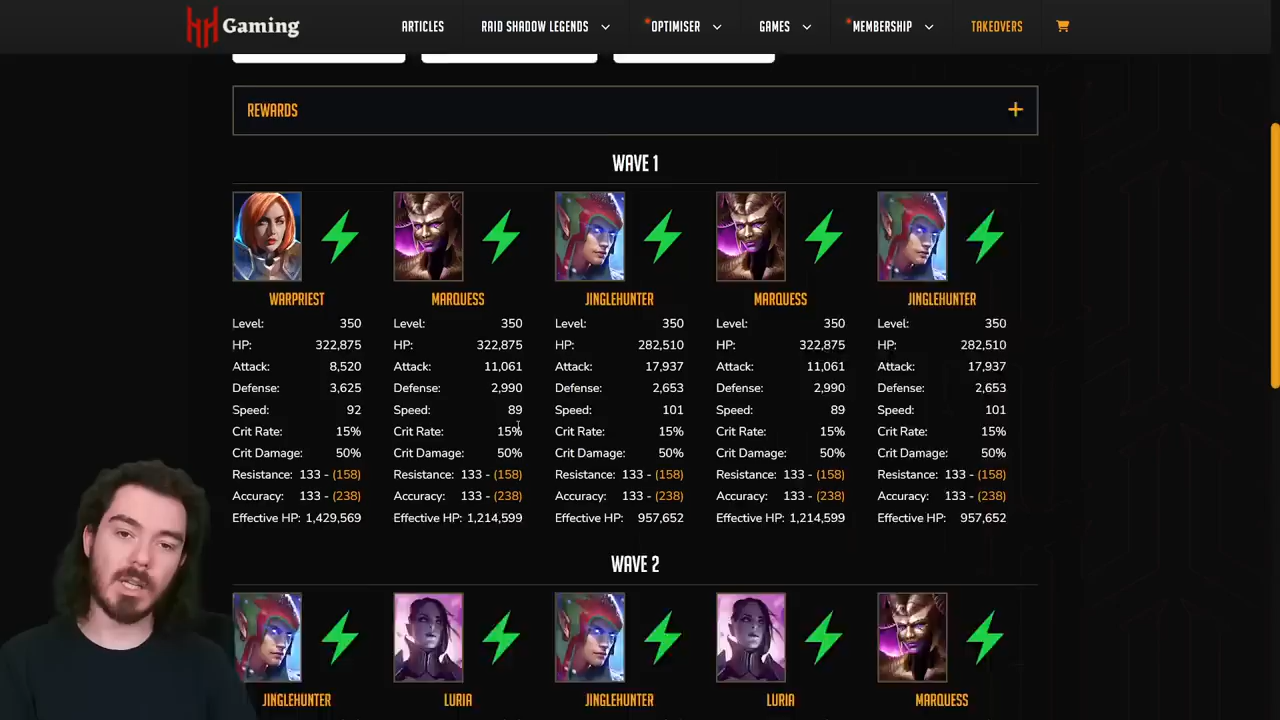 Gaming
ARTICLES RAID SHADOW LEGENDS OPTIMISER GAMES MEMBERSHIP TAKEOVERS
REWARDS +
WAVE 1
WARPRIEST MARQUESS JINGLEHUNTER MARQUESS JINGLEHUNTER
Level: 350 Level: 350 Level: 350 Level: 350 Level: 350
HP: 322,875 HP: 322,875 HP: 282,510 HP: 322,875 HP: 282,510
Attack: 8,520 Attack: 11,061 Attack: 17,937 Attack: 11,061 Attack: 17,937
Defense: 3,625 Defense: 2,990 Defense: 2,653 Defense: 2,990 Defense: 2,653
Speed: 92 Speed: 89 Speed: 101 Speed: 89 Speed: 101
Crit Rate: 15% Crit Rate: 15% Crit Rate: 15% Crit Rate: 15% Crit Rate: 15%
Crit Damage: 50% Crit Damage: 50% Crit Damage: 50% Crit Damage: 50% Crit Damage: 50%
Resistance: 133 - (158) Resistance: 133 - (158) Resistance: 133 - (158) Resistance: 133 - (158) Resistance: 133 - (158)
Accuracy: 133 - (238) Accuracy: 133 - (238) Accuracy: 133 - (238) Accuracy: 133 - (238) Accuracy: 133 - (238)
Effective HP: 1,429,569 Effective HP: 1,214,599 Effective HP: 957,652 Effective HP: 1,214,599 Effective HP: 957,652
WAVE 2
JINGLEHUNTER LURIA JINGLEHUNTER LURIA MARQUESS